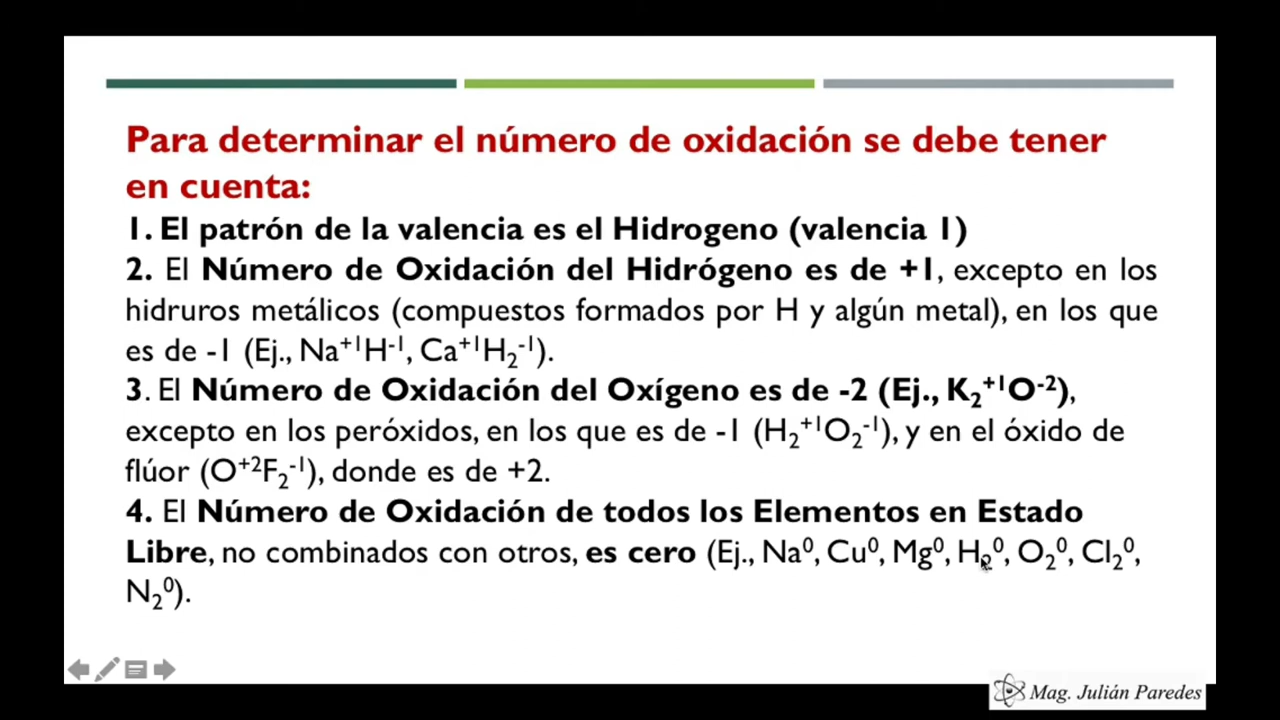 Para determinar el número de oxidación se debe tener
en cuenta:
1. El patrón de la valencia es el Hidrogeno (valencia 1)
2. El Número de Oxidación del Hidrógeno es de +1, excepto en los
hidruros metálicos (compuestos formados por H y algún metal), en los que
es de -1 (Ej., Na⁺¹H⁻¹, Ca⁺¹H₂⁻¹).
3. El Número de Oxidación del Oxígeno es de -2 (Ej., K₂⁺¹O⁻²),
excepto en los peróxidos, en los que es de -1 (H₂⁺¹O₂⁻¹), y en el óxido de
flúor (O⁺²F₂⁻¹), donde es de +2.
4. El Número de Oxidación de todos los Elementos en Estado
Libre, no combinados con otros, es cero (Ej., Na⁰, Cu⁰, Mg⁰, H₂⁰, O₂⁰, Cl₂⁰,
N₂⁰).
Mag. Julián Paredes